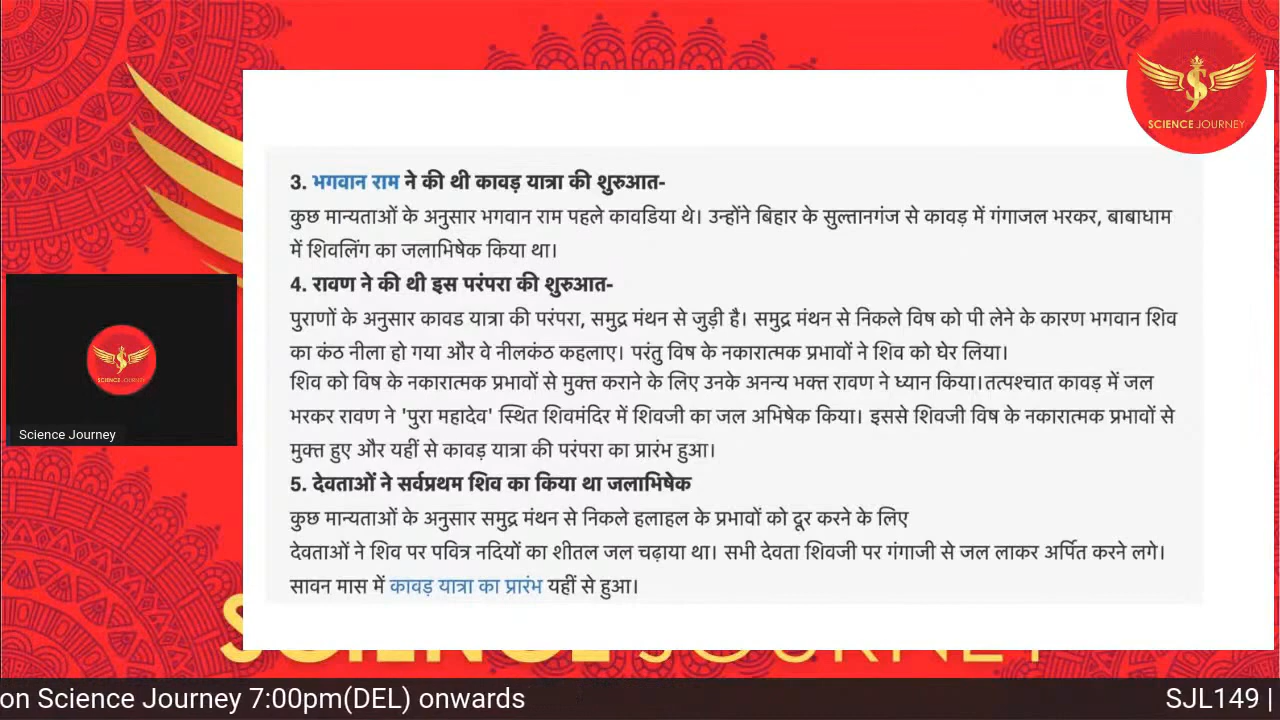 SCIENCE JOURNEY
3. भगवान राम ने की थी कावड़ यात्रा की शुरुआत-
कुछ मान्यताओं के अनुसार भगवान राम पहले कावडिया थे। उन्होंने बिहार के सुल्तानगंज से कावड़ में गंगाजल भरकर, बाबाधाम
में शिवलिंग का जलाभिषेक किया था।
4. रावण ने की थी इस परंपरा की शुरुआत-
पुराणों के अनुसार कावड यात्रा की परंपरा, समुद्र मंथन से जुड़ी है। समुद्र मंथन से निकले विष को पी लेने के कारण भगवान शिव
का कंठ नीला हो गया और वे नीलकंठ कहलाए। परंतु विष के नकारात्मक प्रभावों ने शिव को घेर लिया।
शिव को विष के नकारात्मक प्रभावों से मुक्त कराने के लिए उनके अनन्य भक्त रावण ने ध्यान किया।तत्पश्चात कावड़ में जल
भरकर रावण ने 'पुरा महादेव' स्थित शिवमंदिर में शिवजी का जल अभिषेक किया। इससे शिवजी विष के नकारात्मक प्रभावों से
मुक्त हुए और यहीं से कावड़ यात्रा की परंपरा का प्रारंभ हुआ।
5. देवताओं ने सर्वप्रथम शिव का किया था जलाभिषेक
कुछ मान्यताओं के अनुसार समुद्र मंथन से निकले हलाहल के प्रभावों को दूर करने के लिए
देवताओं ने शिव पर पवित्र नदियों का शीतल जल चढ़ाया था। सभी देवता शिवजी पर गंगाजी से जल लाकर अर्पित करने लगे।
सावन मास में कावड़ यात्रा का प्रारंभ यहीं से हुआ।
SCIENCE JOURNEY
Science Journey
SCIENCE JOURNEY
on Science Journey 7:00pm(DEL) onwards
SJL149 |